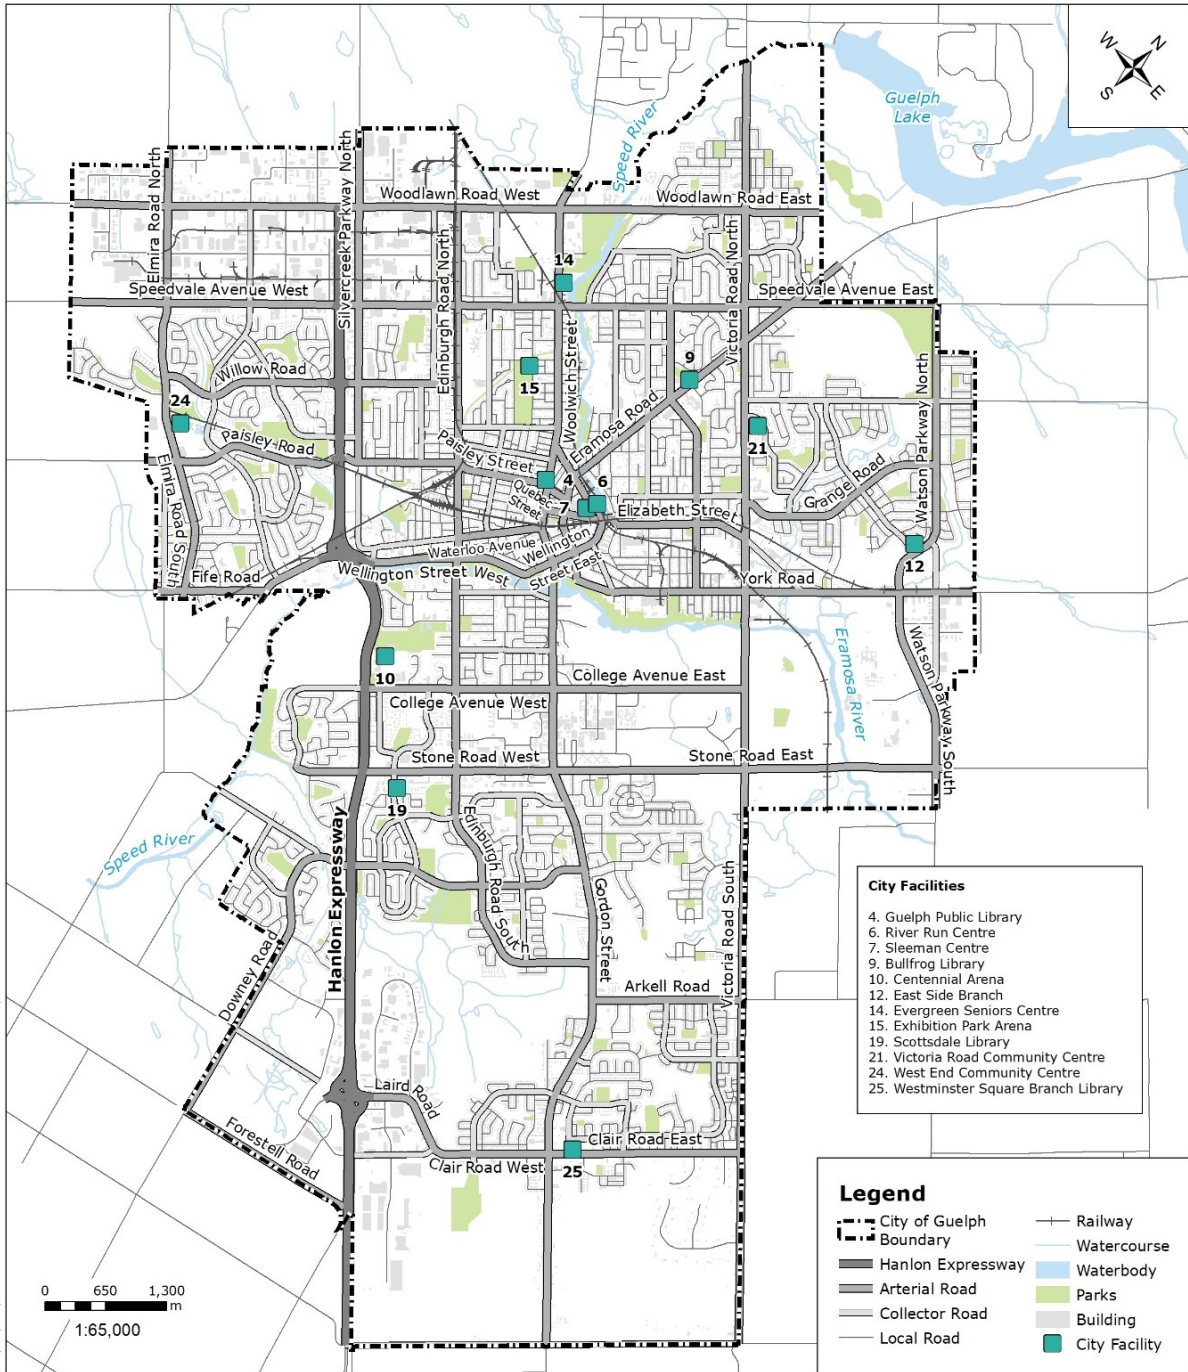 N
W
E
S
Guelph
Lake
Speed River
Elmira Road North
Silvercreek Parkway North
Woodlawn Road West
Woodlawn Road East
Edinburgh Road North
Victoria Road North
14
Speedvale Avenue West
Speedvale Avenue East
Woolwich Street
Willow Road
15
9
24
Eramosa Road
Watson Parkway North
Paisley Road
Paisley Street
21
Elmira Road South
4
6
Quebec
Street
7
Grange Road
Elizabeth Street
Waterloo Avenue
Wellington
Street East
12
Fife Road
Wellington Street West
York Road
10
Eramosa River
Watson Parkway South
College Avenue East
College Avenue West
Stone Road West
Stone Road East
19
Speed River
Hanlon Expressway
Edinburgh Road South
Gordon Street
Victoria Road South
Downey Road
Arkell Road
Laird Road
Forestell Road
Clair Road East
Clair Road West
25
City Facilities
4. Guelph Public Library
6. River Run Centre
7. Sleeman Centre
9. Bullfrog Library
10. Centennial Arena
12. East Side Branch
14. Evergreen Seniors Centre
15. Exhibition Park Arena
19. Scottsdale Library
21. Victoria Road Community Centre
24. West End Community Centre
25. Westminster Square Branch Library
Legend
City of Guelph
Boundary
Hanlon Expressway
Arterial Road
Collector Road
Local Road
Railway
Watercourse
Waterbody
Parks
Building
City Facility
0 650 1,300
m
1:65,000